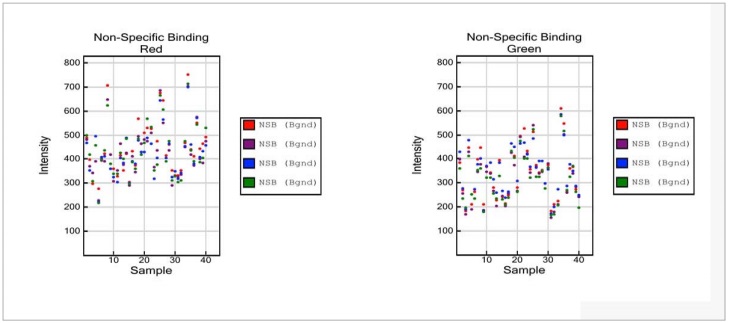 Non-Specific Binding
Red
Intensity
800
700
600
500
400
300
200
100
10
20
30
40
Sample
NSB (Bgnd)
NSB (Bgnd)
NSB (Bgnd)
NSB (Bgnd)
Non-Specific Binding
Green
Intensity
800
700
600
500
400
300
200
100
10
20
30
40
Sample
NSB (Bgnd)
NSB (Bgnd)
NSB (Bgnd)
NSB (Bgnd)